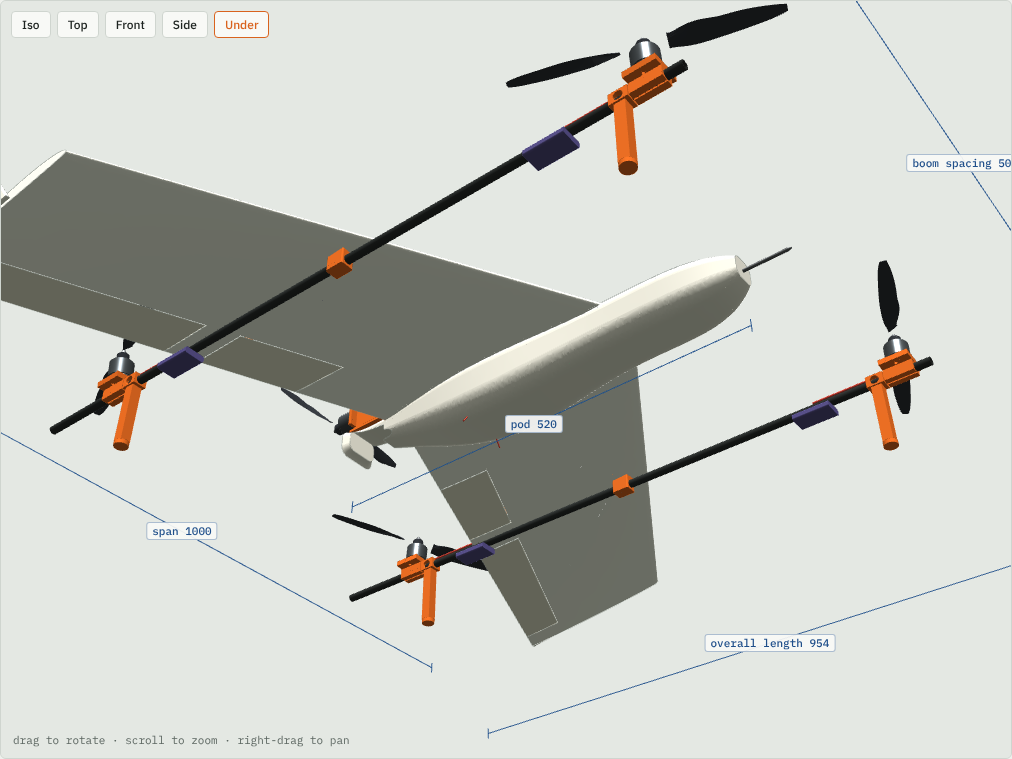 Iso
Top
Front
Side
Under
boom spacing 50
pod 520
span 1000
overall length 954
drag to rotate · scroll to zoom · right-drag to pan